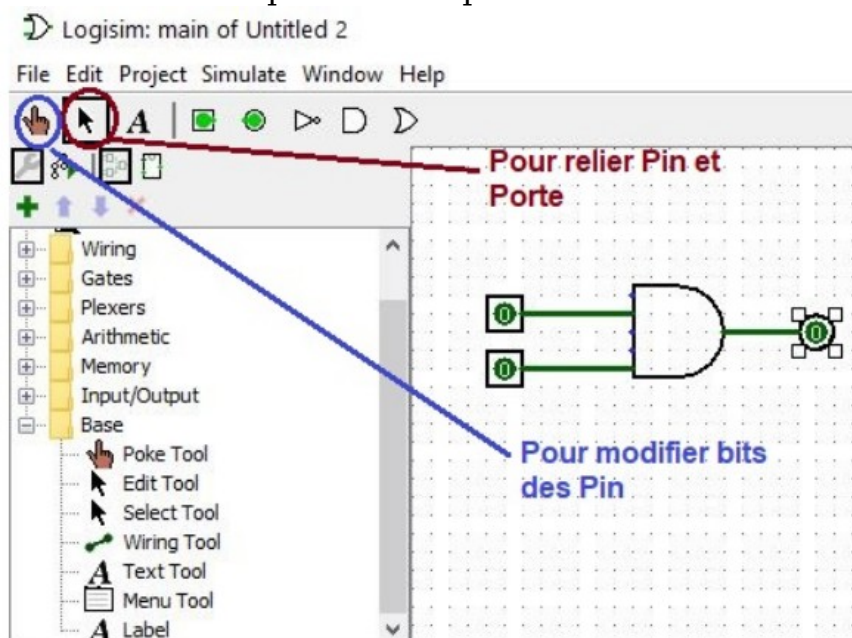 Logisim: main of Untitled 2
File Edit Project Simulate Window Help
A
Pour relier Pin et
Porte
Wiring
Gates
Plexers
Arithmetic
Memory
Input/Output
Base
Poke Tool
Edit Tool
Select Tool
Wiring Tool
A Text Tool
Menu Tool
A Label
0
0
0
Pour modifier bits
des Pin